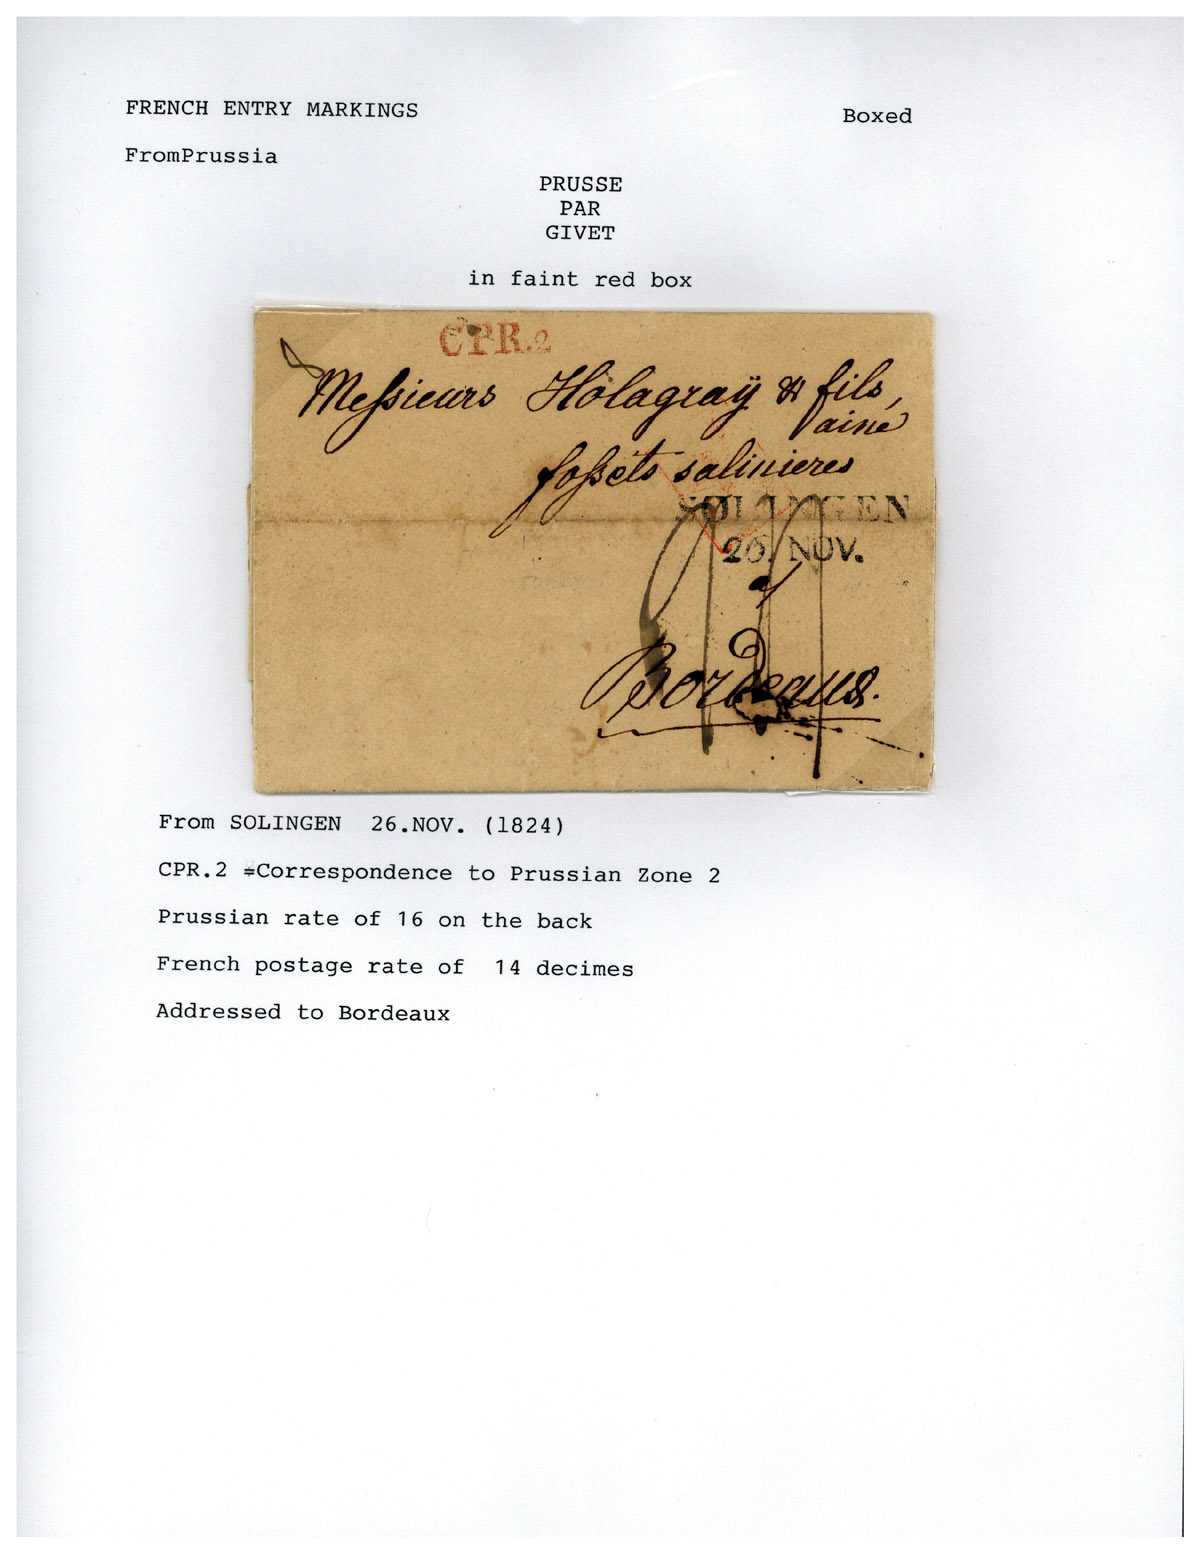 FRENCH ENTRY MARKINGS
Boxed
FromPrussia
PRUSSE
PAR
GIVET
in faint red box
CPR.2
Messieurs Holagraÿ & fils,
ainé
fossets salinieres
SOLINGEN
26. NOV.
a
Bordeaux.
From SOLINGEN 26.NOV. (1824)
CPR.2 =Correspondence to Prussian Zone 2
Prussian rate of 16 on the back
French postage rate of 14 decimes
Addressed to Bordeaux